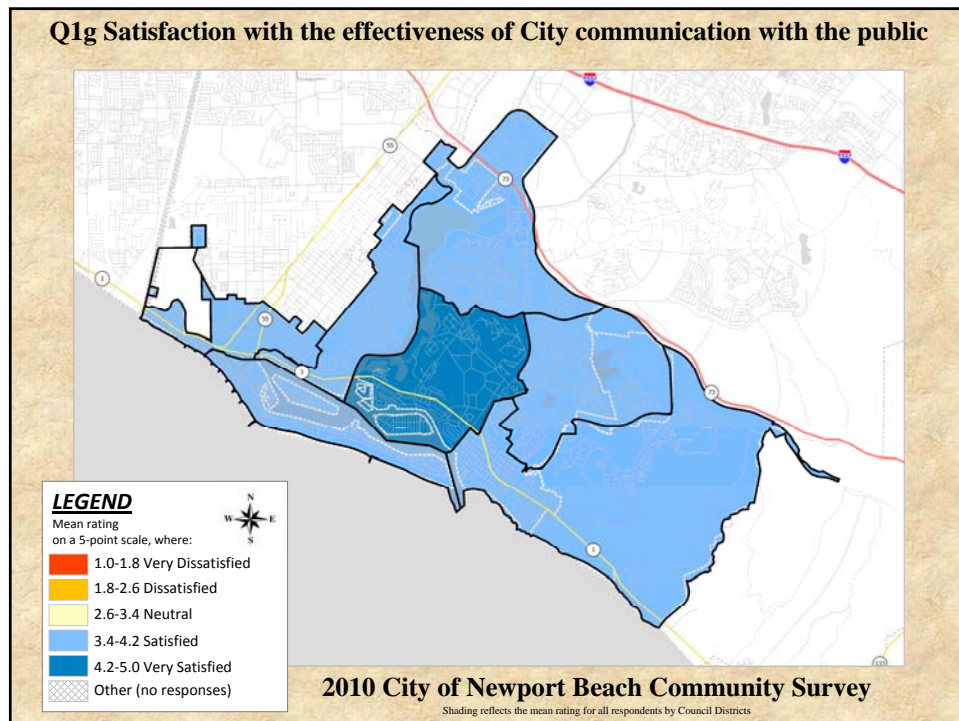 Q1g Satisfaction with the effectiveness of City communication with the public
405
55
405
73
1
55
1
73
1
133
LEGEND
N
W E
S
Mean rating
on a 5-point scale, where:
1.0-1.8 Very Dissatisfied
1.8-2.6 Dissatisfied
2.6-3.4 Neutral
3.4-4.2 Satisfied
4.2-5.0 Very Satisfied
Other (no responses)
2010 City of Newport Beach Community Survey
Shading reflects the mean rating for all respondents by Council Districts